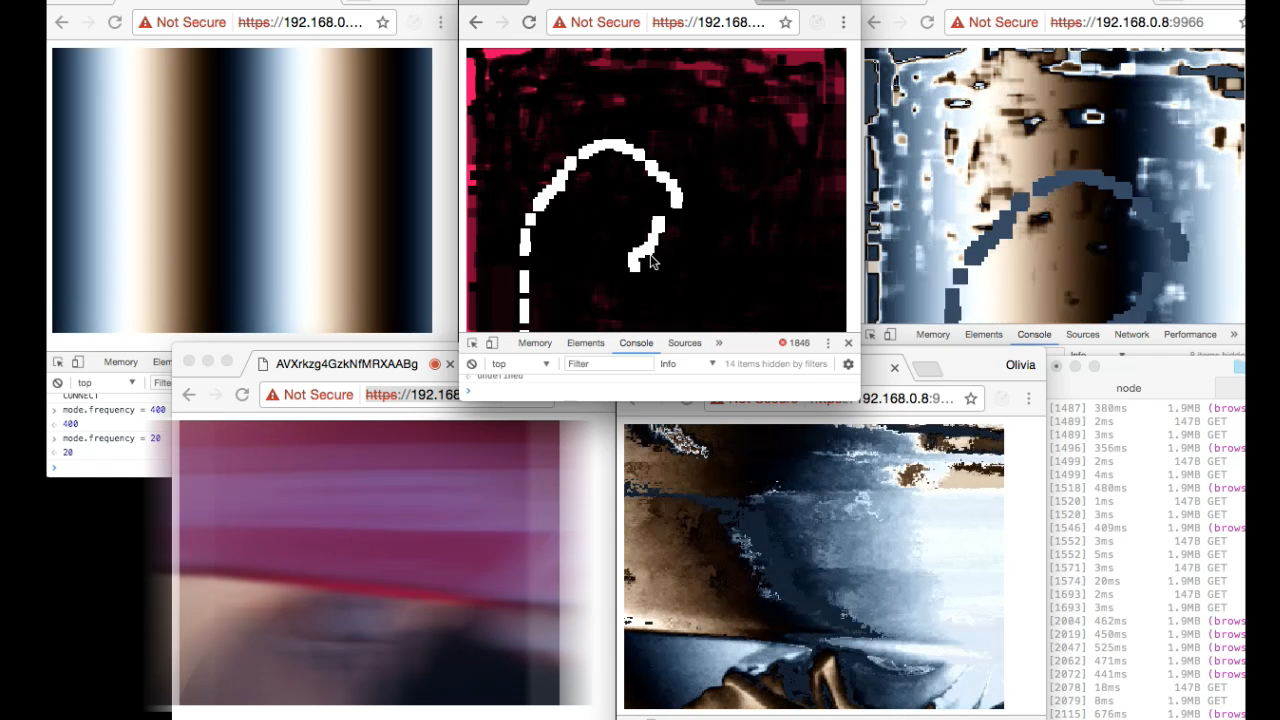 Not Secure https://192.168.0....
Not Secure https://192.168....
Not Secure https://192.168.0.8:9966
Memory Elements Console Sources »
1846
top Filter Info 14 items hidden by filters
undefined
Memory Elements Console Sources Network Performance »
Memory
top
CONNECT
mode.frequency = 400
400
mode.frequency = 20
20
AVXrkzg4GzkNfMRXAABg
Not Secure https://192.168
Olivia
Not Secure 192.168.0.8:9...
node
[1487] 380ms 1.9MB (brows
[1489] 2ms 147B GET
[1489] 3ms 1.9MB GET
[1496] 356ms 1.9MB (brows
[1499] 2ms 147B GET
[1499] 4ms 1.9MB GET
[1518] 480ms 1.9MB (brows
[1520] 1ms 147B GET
[1520] 3ms 1.9MB GET
[1546] 409ms 1.9MB (brows
[1552] 3ms 147B GET
[1552] 5ms 1.9MB GET
[1571] 3ms 147B GET
[1574] 20ms 1.9MB GET
[1693] 2ms 147B GET
[1693] 3ms 1.9MB GET
[2004] 462ms 1.9MB (brows
[2019] 450ms 1.9MB (brows
[2047] 525ms 1.9MB (brows
[2062] 471ms 1.9MB (brows
[2072] 441ms 1.9MB (brows
[2078] 18ms 147B GET
[2079] 8ms 1.9MB GET
[2115] 676ms 1.9MB (brows